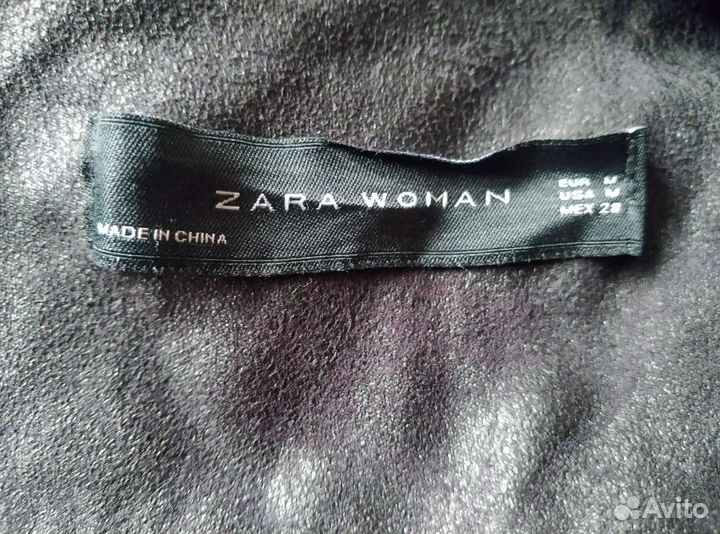 ZARA WOMAN
MADE IN CHINA
EUR M
USA M
MEX 28
Avito